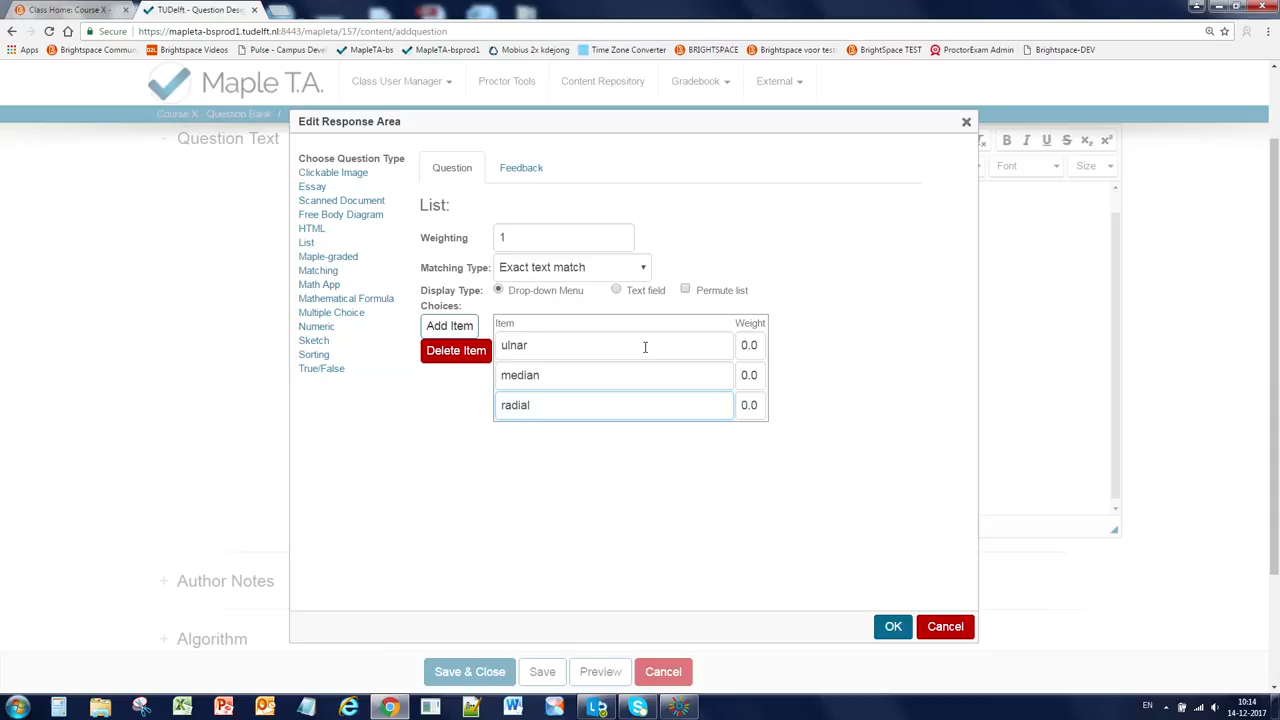 Class Home: Course X -
TUDelft - Question Desig
Secure
https://mapleta-bsprod1.tudelft.nl:8443/mapleta/157/content/addquestion
Apps
Brightspace Commun
Brightspace Videos
Pulse - Campus Devel
MapleTA-bs
MapleTA-bsprod1
Mobius 2x kdejong
Time Zone Converter
BRIGHTSPACE
Brightspace voor testi
BrightSpace TEST
ProctorExam Admin
Brightspace-DEV
Maple T.A.
Class User Manager
Proctor Tools
Content Repository
Gradebook
External
Course X - Question Bank /
- Question Text
Edit Response Area
Font
Size
Choose Question Type
Clickable Image
Essay
Scanned Document
Free Body Diagram
HTML
List
Maple-graded
Matching
Math App
Mathematical Formula
Multiple Choice
Numeric
Sketch
Sorting
True/False
Question
Feedback
List:
Weighting
1
Matching Type:
Exact text match
Display Type:
Drop-down Menu
Text field
Permute list
Choices:
Add Item
Delete Item
Item
Weight
ulnar
0.0
median
0.0
radial
0.0
+ Author Notes
+ Algorithm
OK
Cancel
Save & Close
Save
Preview
Cancel
EN
10:14
14-12-2017